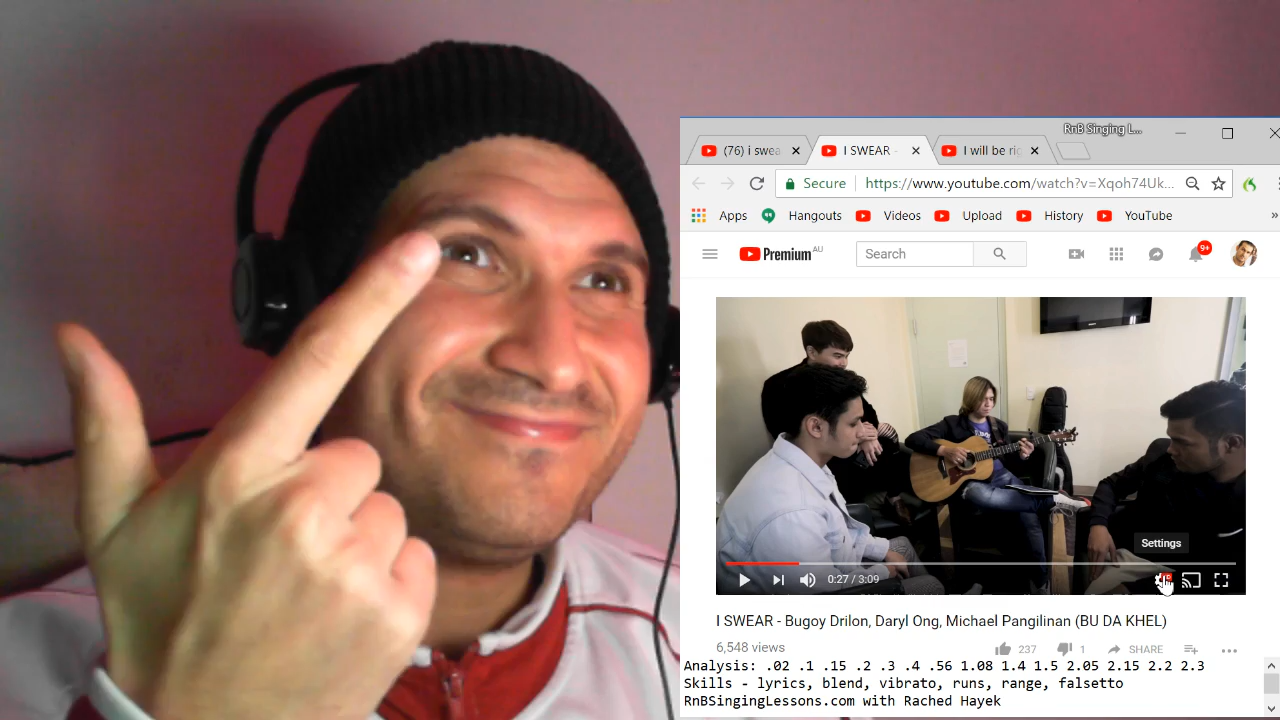 RnB Singing L...
(76) i swea
I SWEAR -
I will be rig
Secure
https://www.youtube.com/watch?v=Xqoh74Uk...
Apps
Hangouts
Videos
Upload
History
YouTube
»
Premium AU
Search
9+
Settings
0:27 / 3:09
I SWEAR - Bugoy Drilon, Daryl Ong, Michael Pangilinan (BU DA KHEL)
6,548 views
237
1
SHARE
Analysis: .02 .1 .15 .2 .3 .4 .56 1.08 1.4 1.5 2.05 2.15 2.2 2.3
Skills - lyrics, blend, vibrato, runs, range, falsetto
RnBSingingLessons.com with Rached Hayek